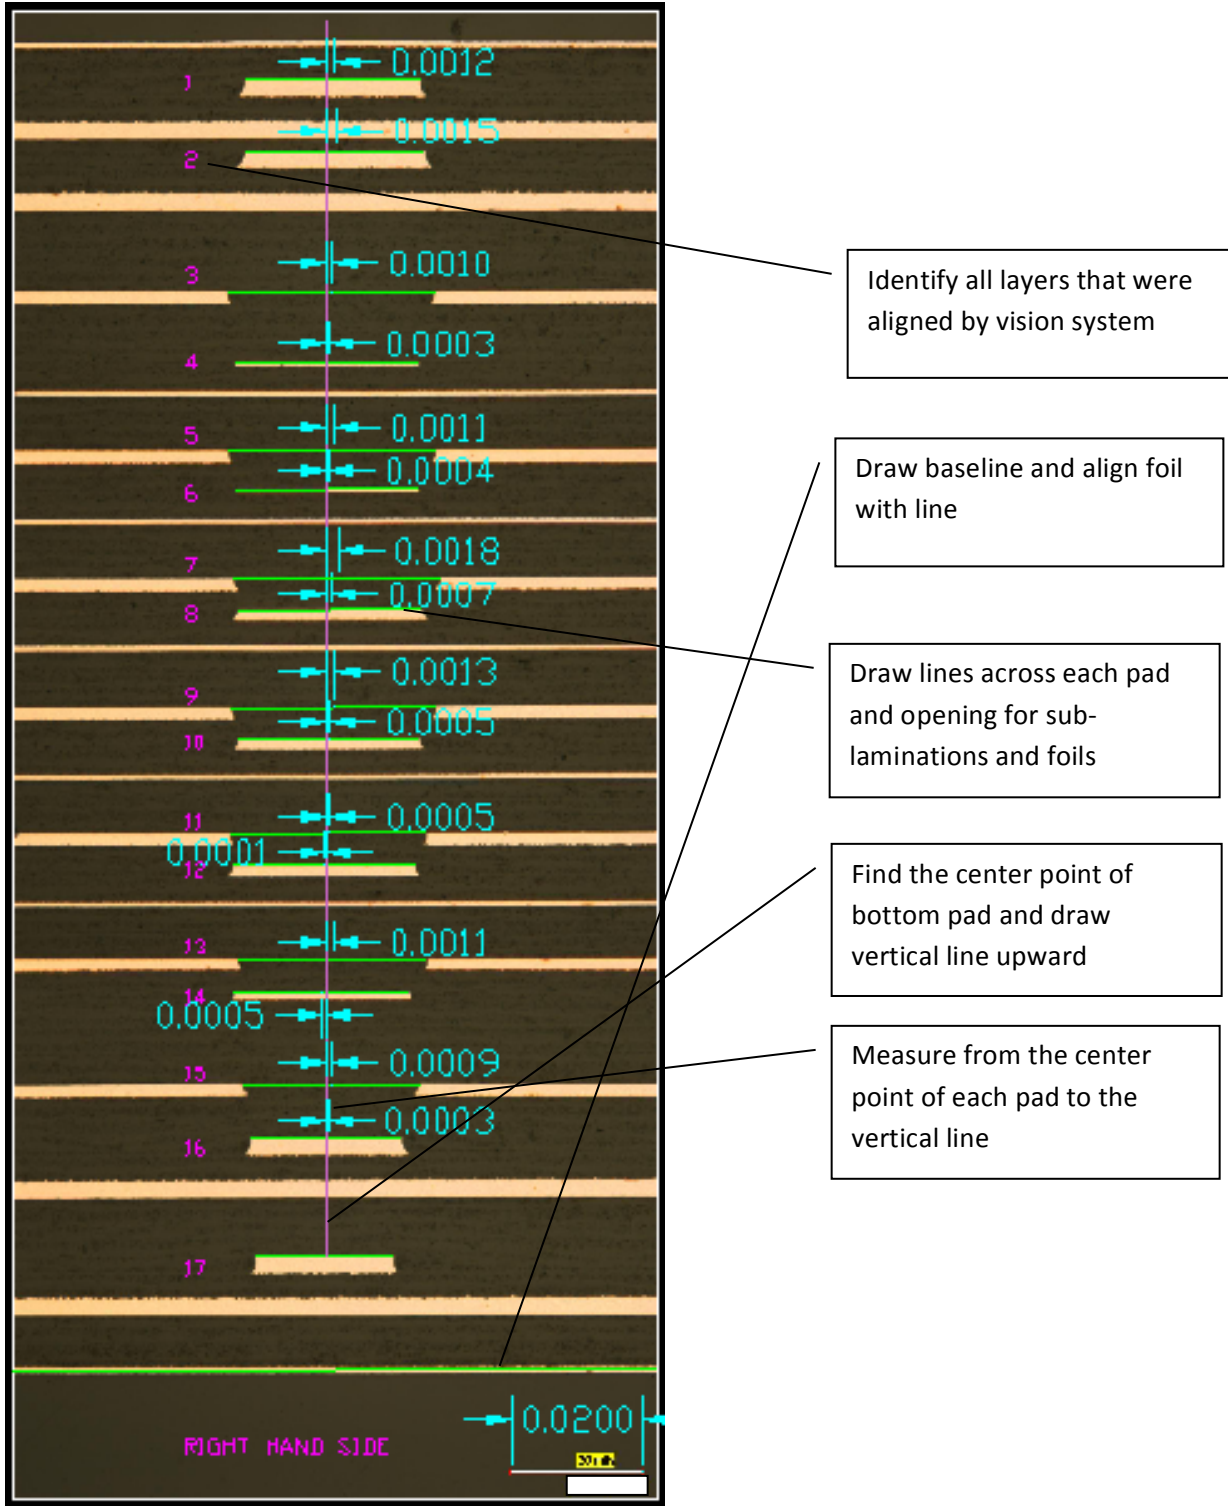 1
0.0012
0.0015
2
0.0010
3
0.0003
4
0.0011
5
0.0004
6
0.0018
7
0.0007
8
0.0013
9
0.0005
10
0.0005
11
0.0001
12
0.0011
13
14
0.0005
0.0009
15
0.0003
16
17
0.0200
RIGHT HAND SIDE
Identify all layers that were
aligned by vision system
Draw baseline and align foil
with line
Draw lines across each pad
and opening for sub-
laminations and foils
Find the center point of
bottom pad and draw
vertical line upward
Measure from the center
point of each pad to the
vertical line